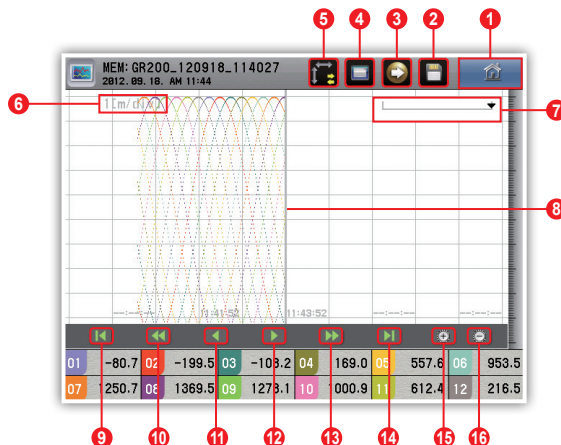 5 4 3 2 1
MEM: GR200_120918_114027
2012. 09. 18. AM 11:44
6
1[m/div]
7
8
--:--:-- 11:41:52 11:43:52 --:--:-- --:--:--
01 -80.7 02 -199.5 03 -108.2 04 169.0 05 557.6 06 953.5
07 1250.7 08 1369.5 09 1278.1 10 1000.9 11 612.4 12 216.5
9 10 11 12 13 14 15 16